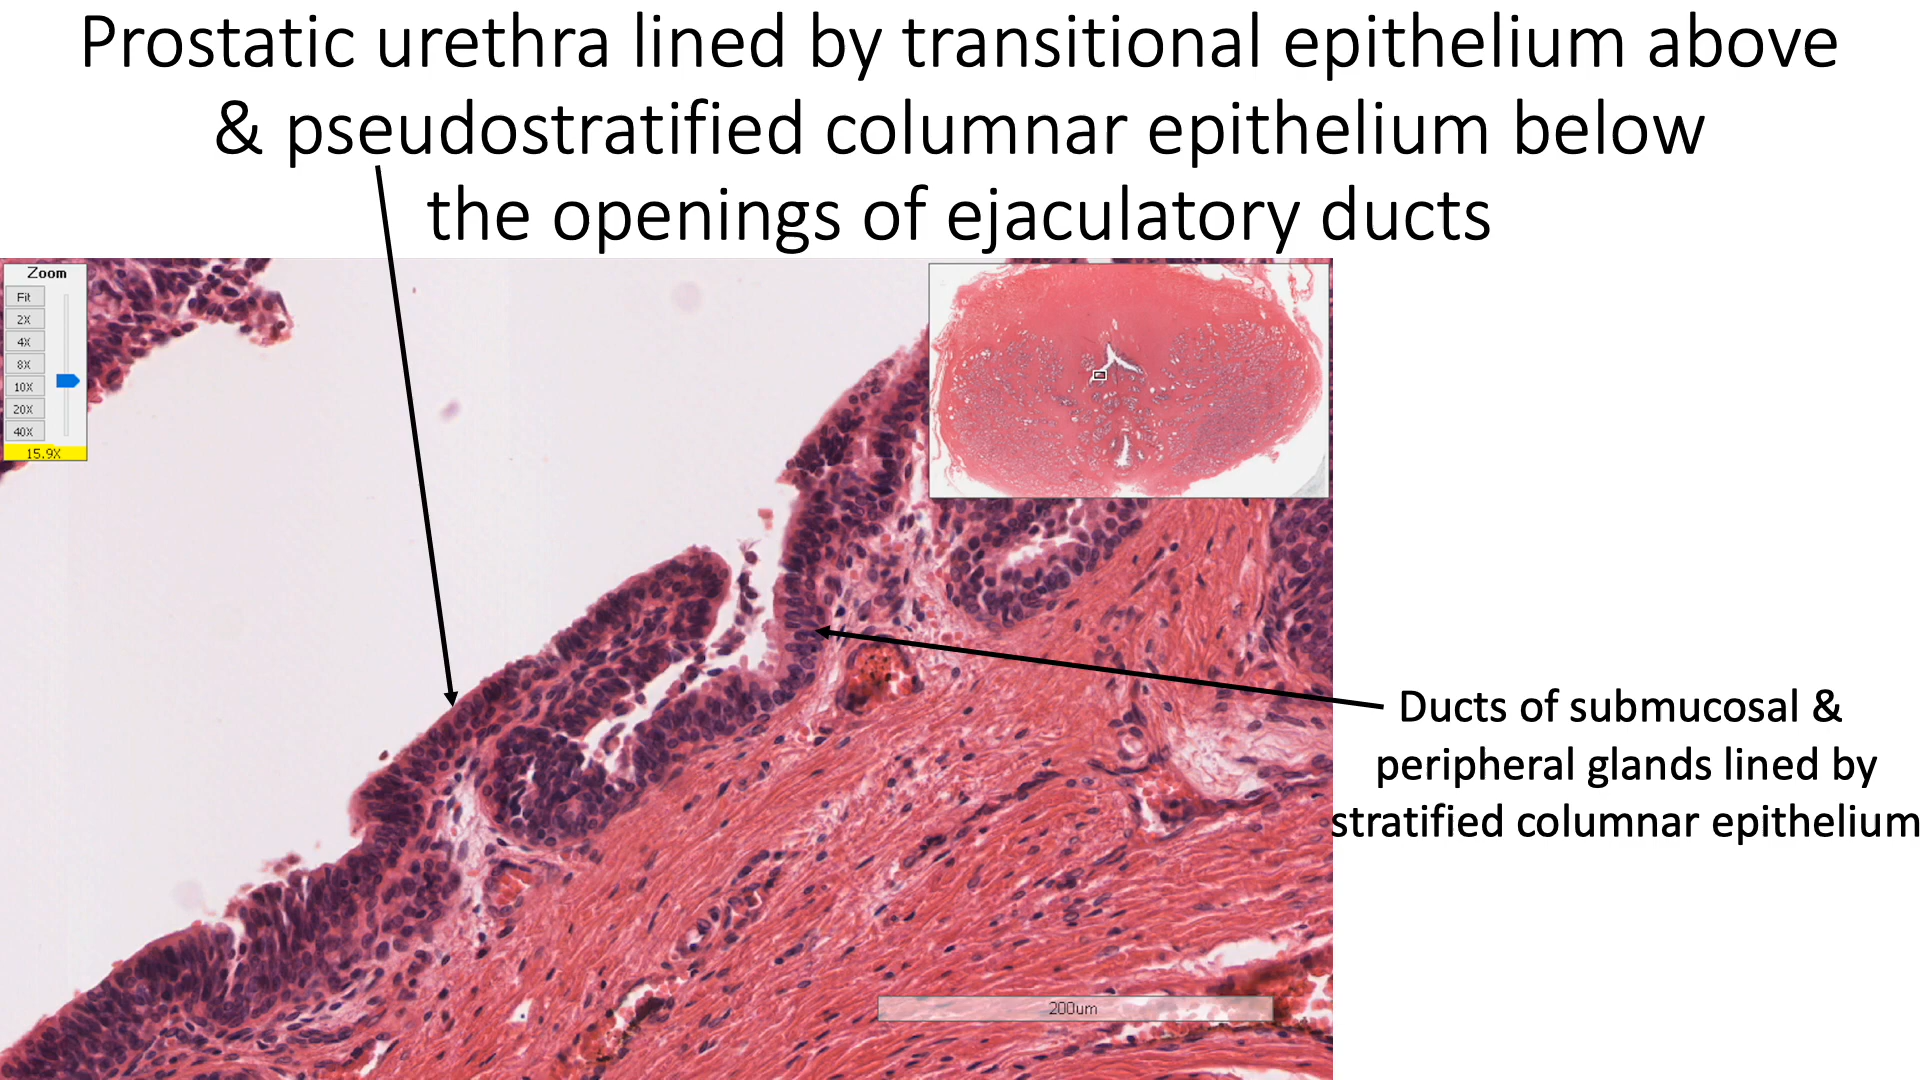 Prostatic urethra lined by transitional epithelium above
& pseudostratified columnar epithelium below
the openings of ejaculatory ducts
Zoom
Fit
2X
4X
8X
10X
20X
40X
15.9X
Ducts of submucosal &
peripheral glands lined by
stratified columnar epithelium
200um